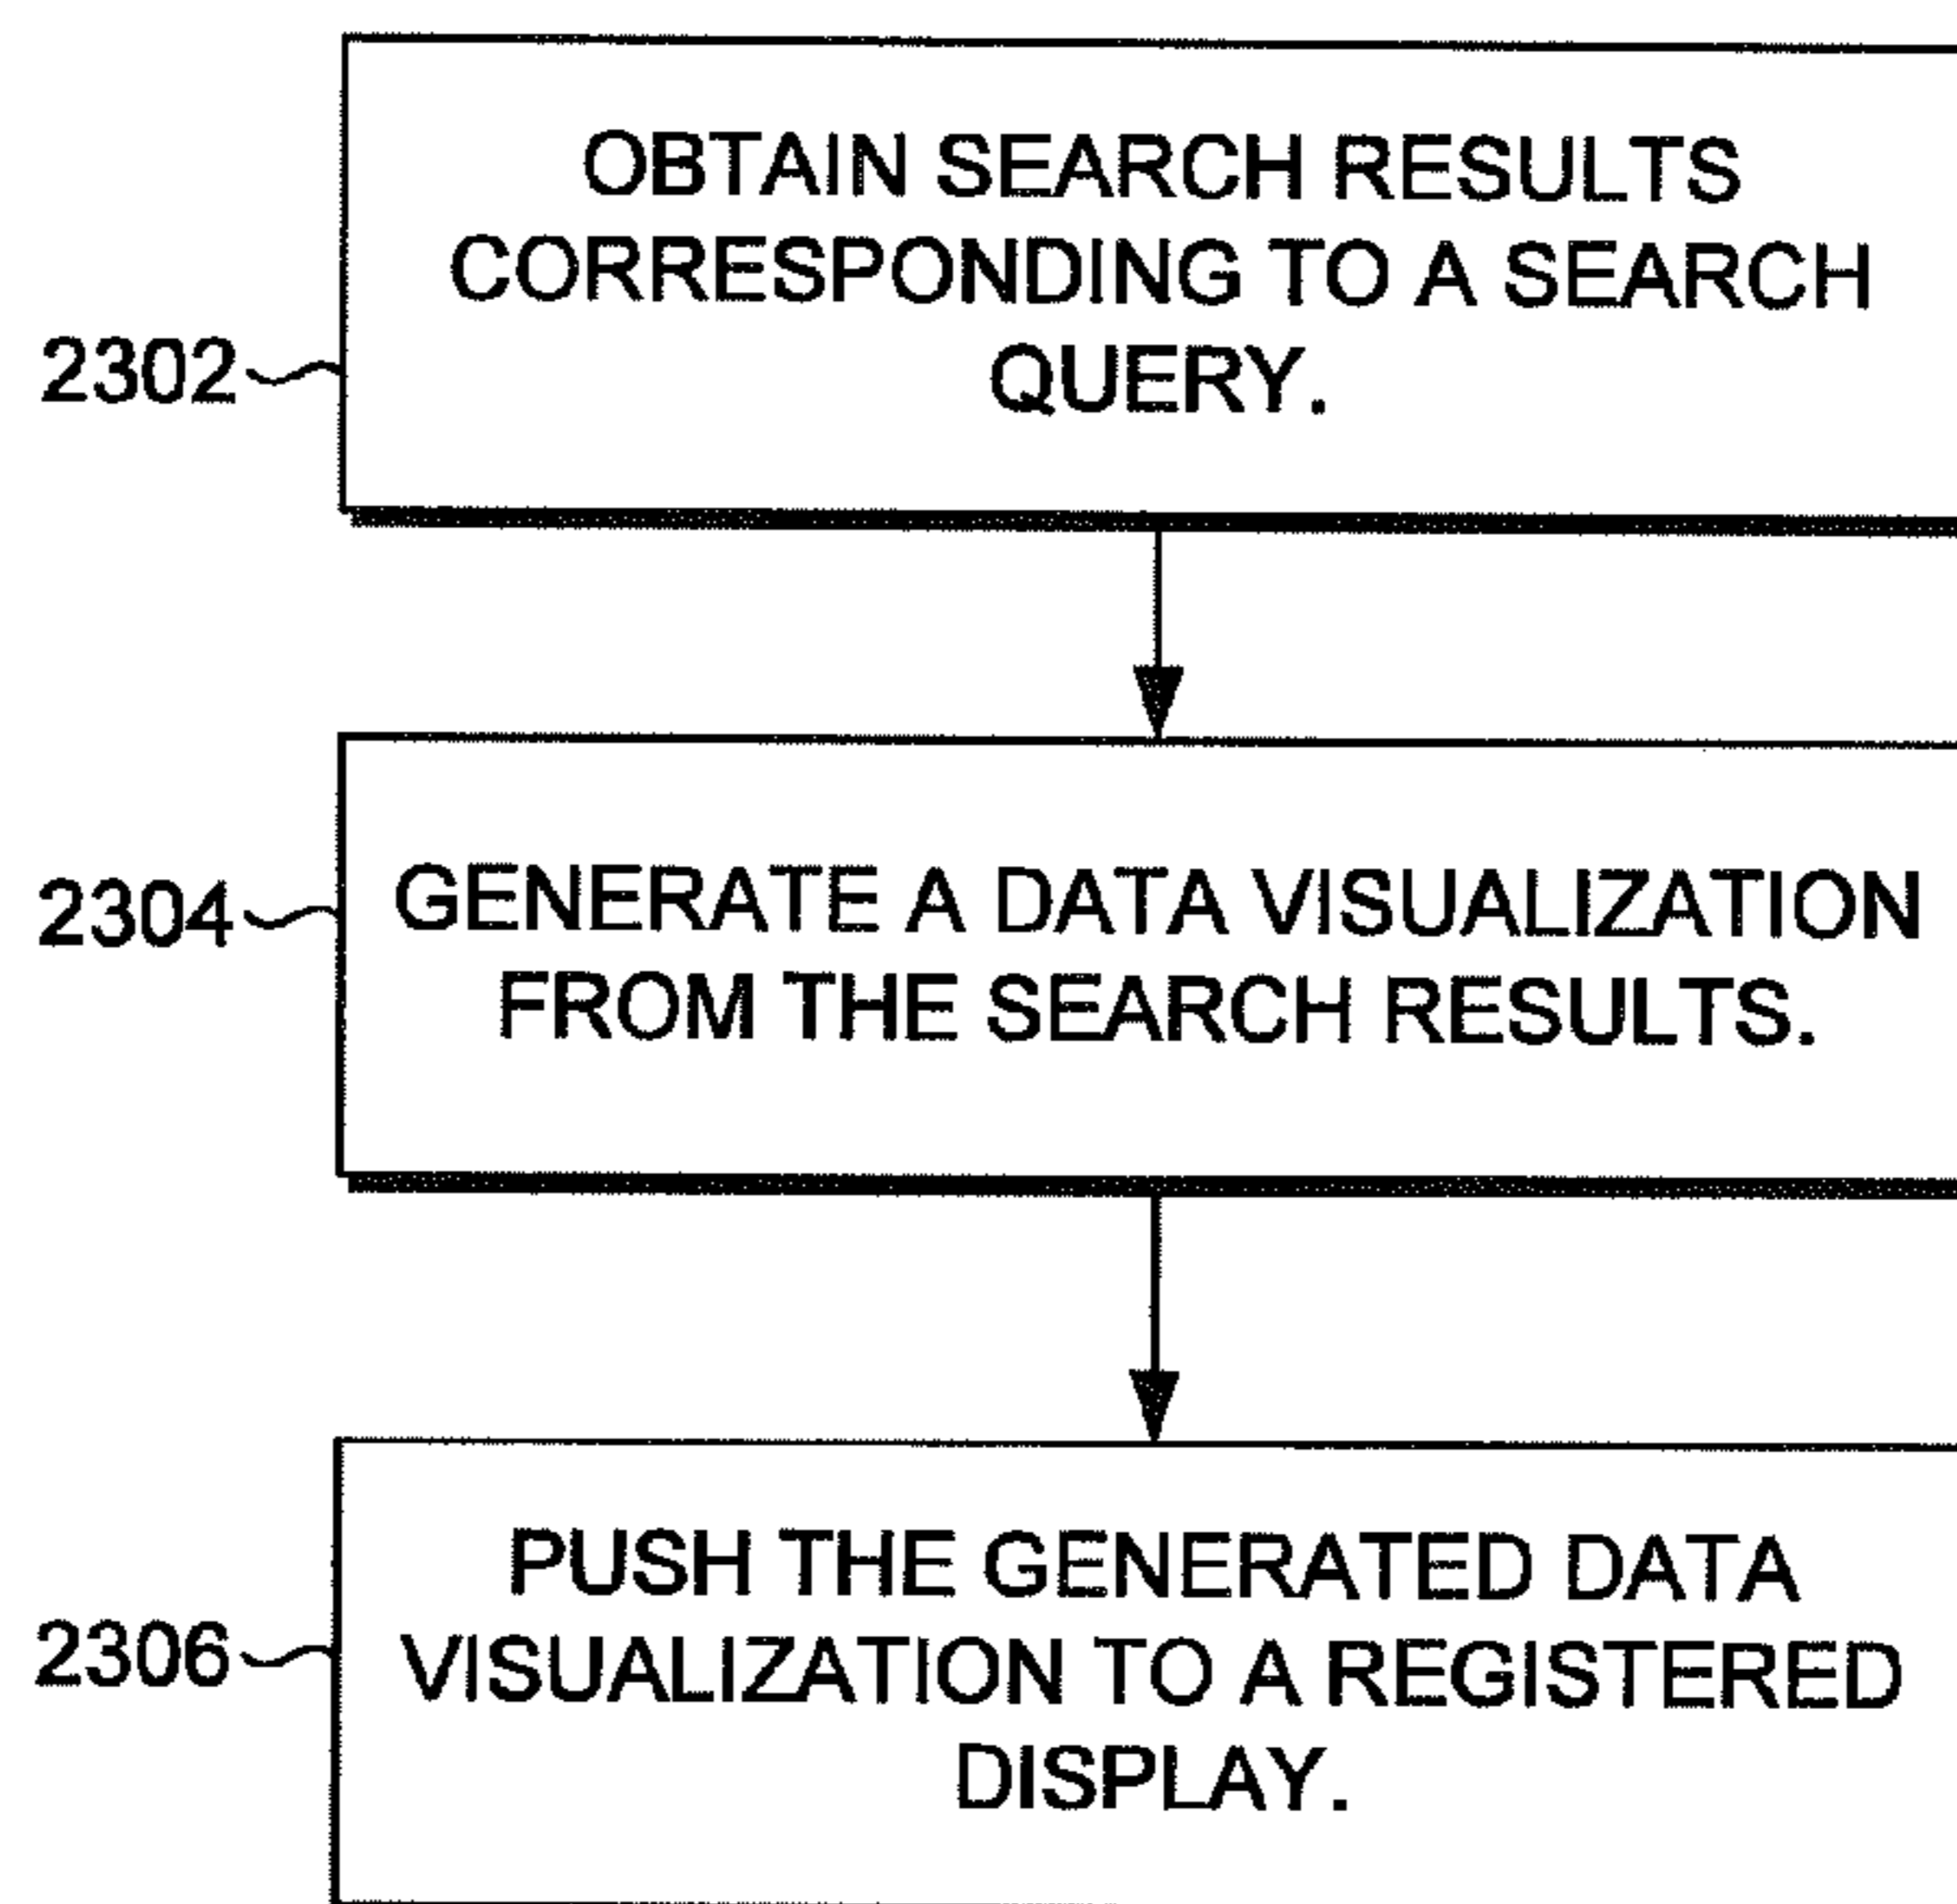 OBTAIN SEARCH RESULTS
CORRESPONDING TO A SEARCH
QUERY.
2302
GENERATE A DATA VISUALIZATION
FROM THE SEARCH RESULTS.
2304
PUSH THE GENERATED DATA
VISUALIZATION TO A REGISTERED
DISPLAY.
2306